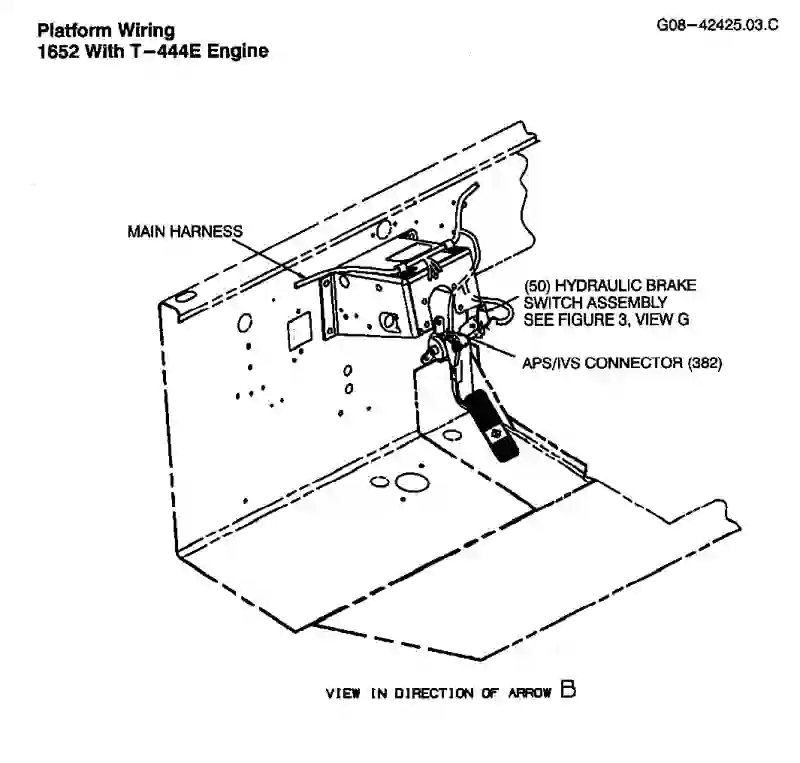 Platform Wiring
1652 With T-444E Engine
G08-42425.03.C
MAIN HARNESS
(50) HYDRAULIC BRAKE
SWITCH ASSEMBLY
SEE FIGURE 3, VIEW G
APS/IVS CONNECTOR (382)
VIEW IN DIRECTION OF ARROW B